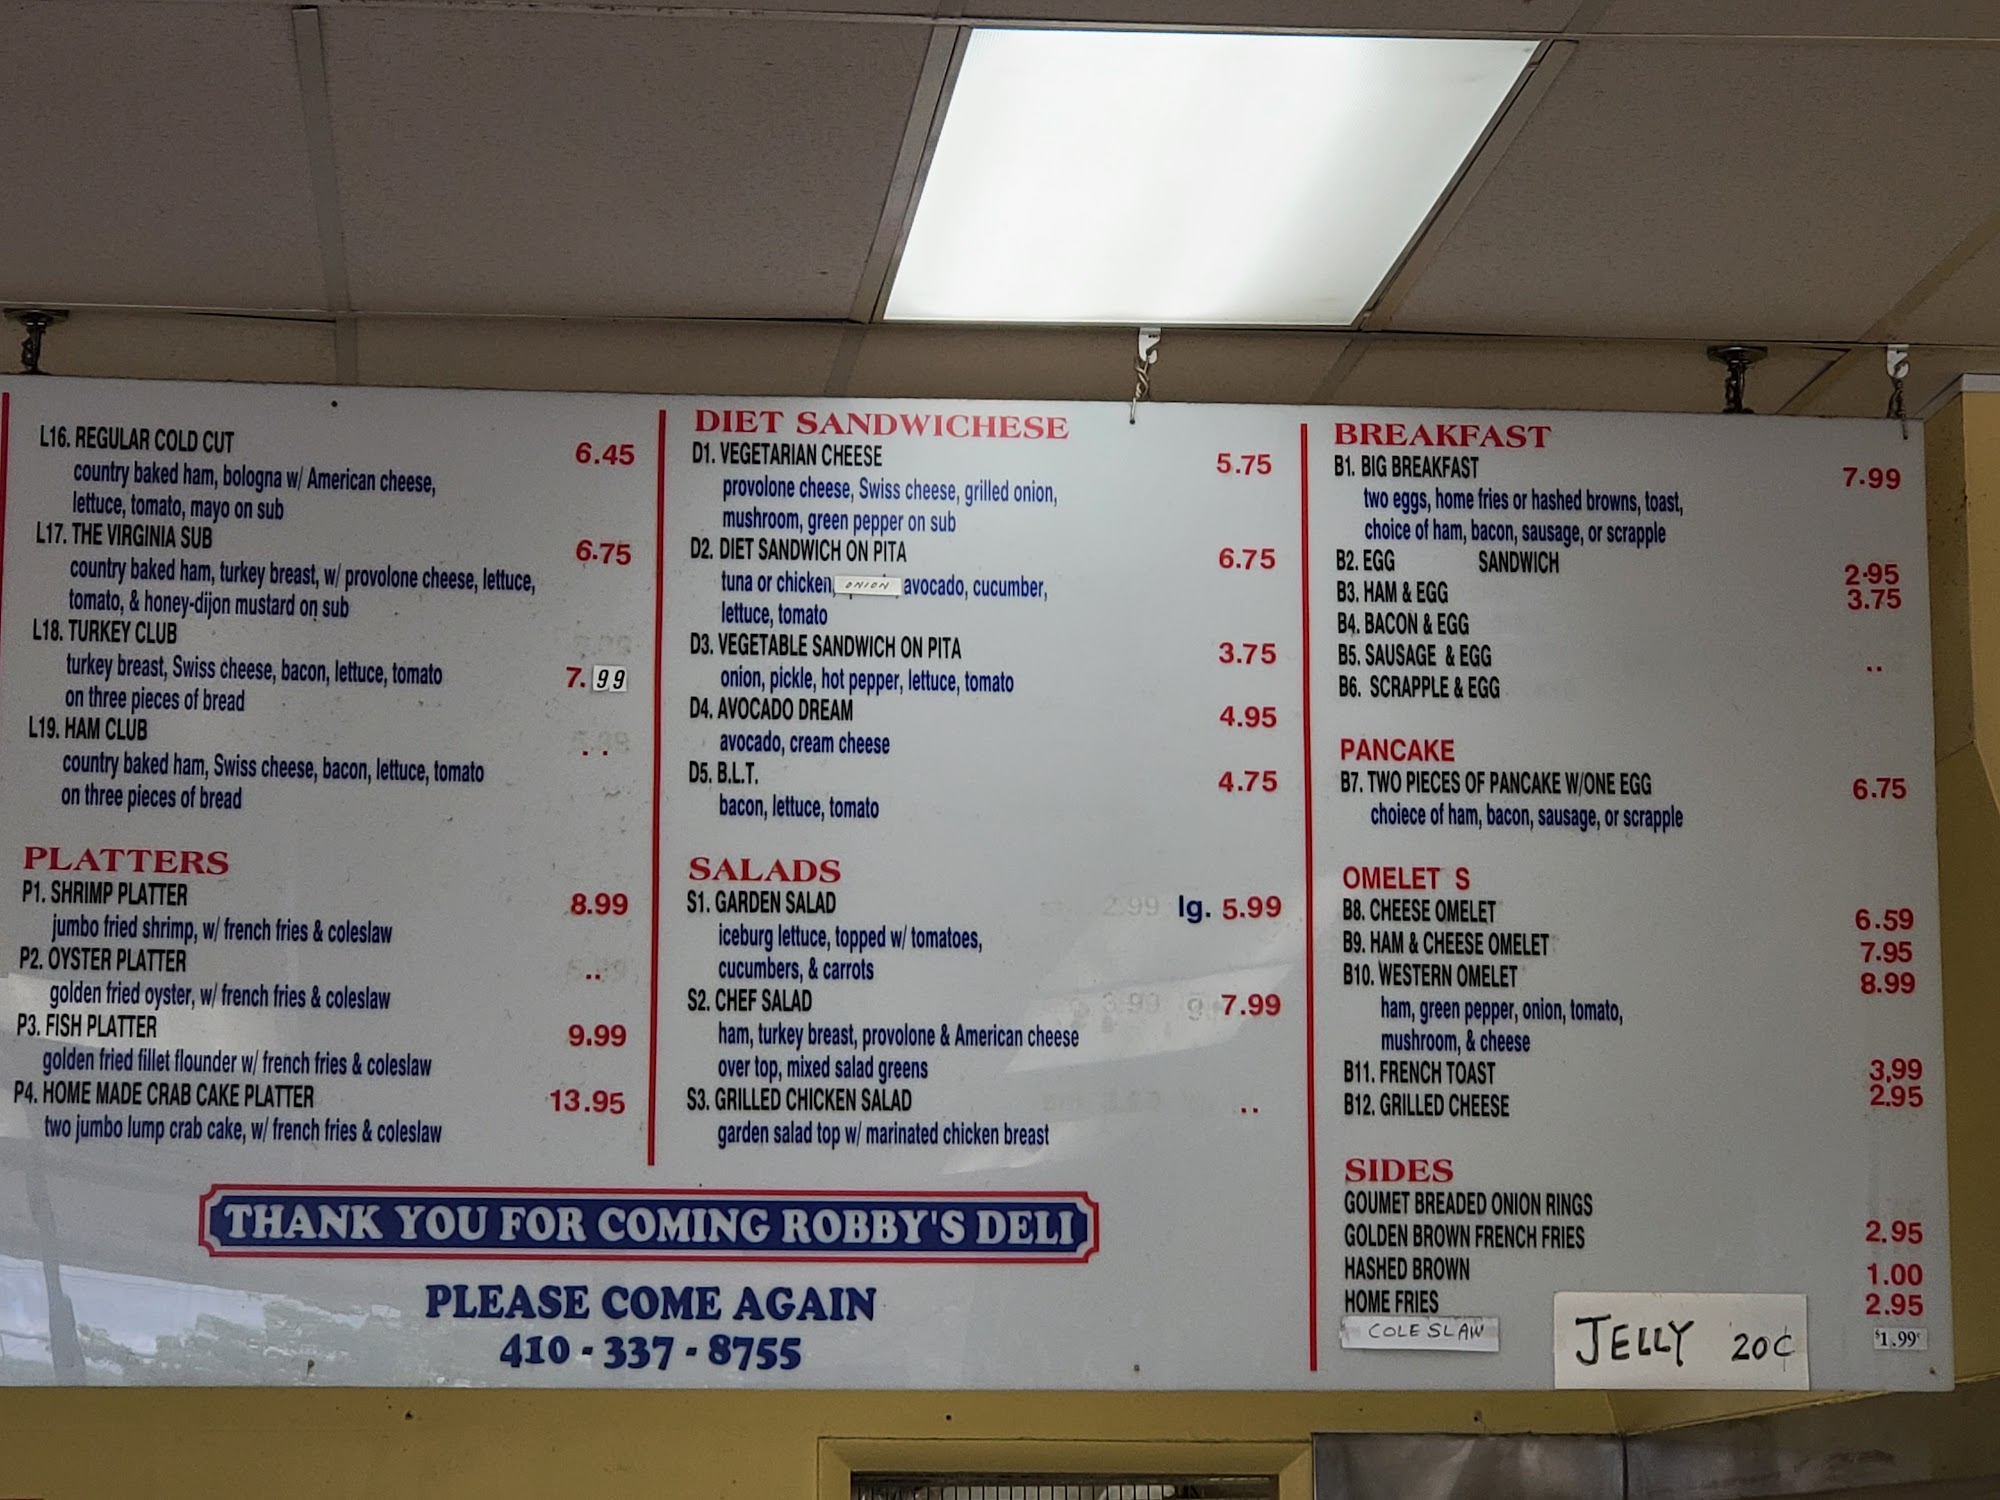 L16. REGULAR COLD CUT 6.45
country baked ham, bologna w/ American cheese,
lettuce, tomato, mayo on sub
L17. THE VIRGINIA SUB 6.75
country baked ham, turkey breast, w/ provolone cheese, lettuce,
tomato, & honey-dijon mustard on sub
L18. TURKEY CLUB
turkey breast, Swiss cheese, bacon, lettuce, tomato 7.99
on three pieces of bread
L19. HAM CLUB ..
country baked ham, Swiss cheese, bacon, lettuce, tomato
on three pieces of bread
PLATTERS
P1. SHRIMP PLATTER 8.99
jumbo fried shrimp, w/ french fries & coleslaw
P2. OYSTER PLATTER ..
golden fried oyster, w/ french fries & coleslaw
P3. FISH PLATTER 9.99
golden fried fillet flounder w/ french fries & coleslaw
P4. HOME MADE CRAB CAKE PLATTER 13.95
two jumbo lump crab cake, w/ french fries & coleslaw
DIET SANDWICHESE
D1. VEGETARIAN CHEESE 5.75
provolone cheese, Swiss cheese, grilled onion,
mushroom, green pepper on sub
D2. DIET SANDWICH ON PITA 6.75
tuna or chicken, ONION, avocado, cucumber,
lettuce, tomato
D3. VEGETABLE SANDWICH ON PITA 3.75
onion, pickle, hot pepper, lettuce, tomato
D4. AVOCADO DREAM 4.95
avocado, cream cheese
D5. B.L.T. 4.75
bacon, lettuce, tomato
SALADS
S1. GARDEN SALAD 2.99 lg. 5.99
iceburg lettuce, topped w/ tomatoes,
cucumbers, & carrots
S2. CHEF SALAD 3.99 g 7.99
ham, turkey breast, provolone & American cheese
over top, mixed salad greens
S3. GRILLED CHICKEN SALAD ..
garden salad top w/ marinated chicken breast
THANK YOU FOR COMING ROBBY'S DELI
PLEASE COME AGAIN
410-337-8755
BREAKFAST
B1. BIG BREAKFAST 7.99
two eggs, home fries or hashed browns, toast,
choice of ham, bacon, sausage, or scrapple
B2. EGG SANDWICH 2.95
B3. HAM & EGG 3.75
B4. BACON & EGG
B5. SAUSAGE & EGG ..
B6. SCRAPPLE & EGG
PANCAKE
B7. TWO PIECES OF PANCAKE W/ONE EGG 6.75
choiece of ham, bacon, sausage, or scrapple
OMELET S
B8. CHEESE OMELET 6.59
B9. HAM & CHEESE OMELET 7.95
B10. WESTERN OMELET 8.99
ham, green pepper, onion, tomato,
mushroom, & cheese
B11. FRENCH TOAST 3,99
B12. GRILLED CHEESE 2.95
SIDES
GOUMET BREADED ONION RINGS
GOLDEN BROWN FRENCH FRIES 2.95
HASHED BROWN 1.00
HOME FRIES 2.95
COLE SLAW $1.99¢
JELLY 20¢